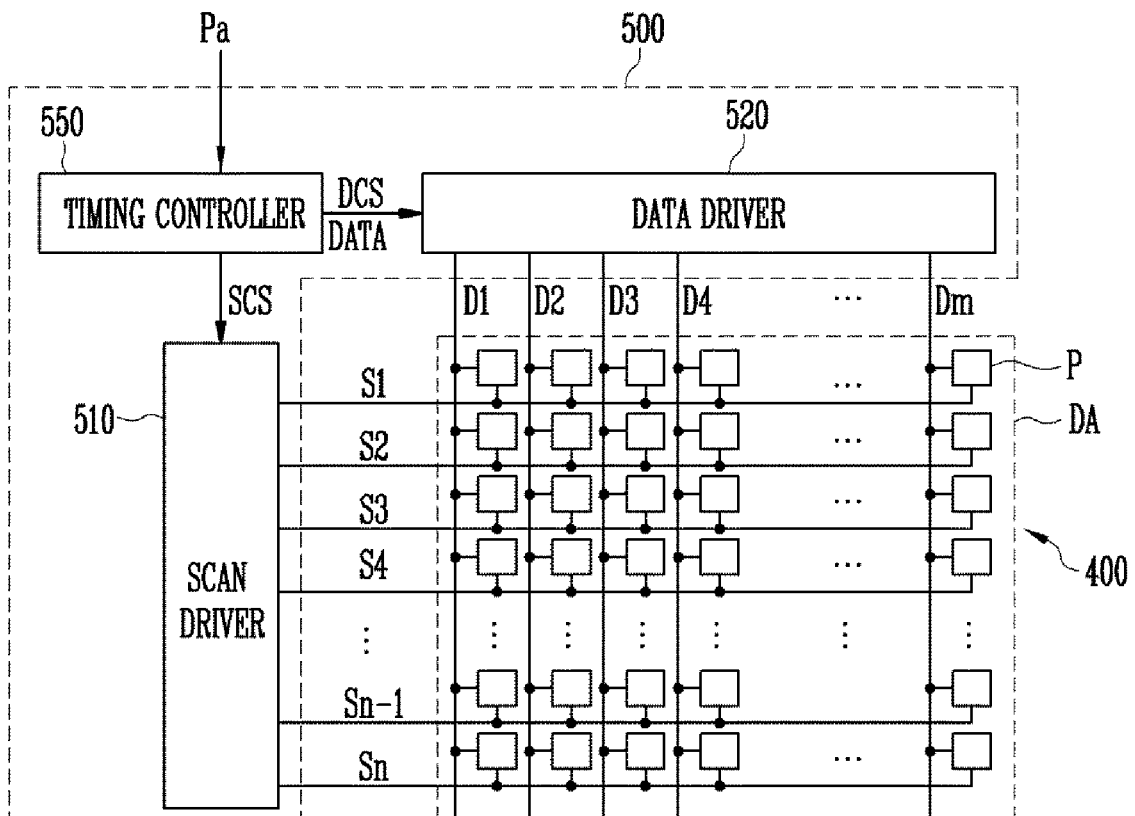 Pa
500
550
520
TIMING CONTROLLER
DCS
DATA
DATA DRIVER
SCS
D1 D2 D3 D4 ... Dm
S1 ... P
510
S2 ... DA
S3 ...
S4 ... 400
SCAN
DRIVER
Sn-1
Sn ...